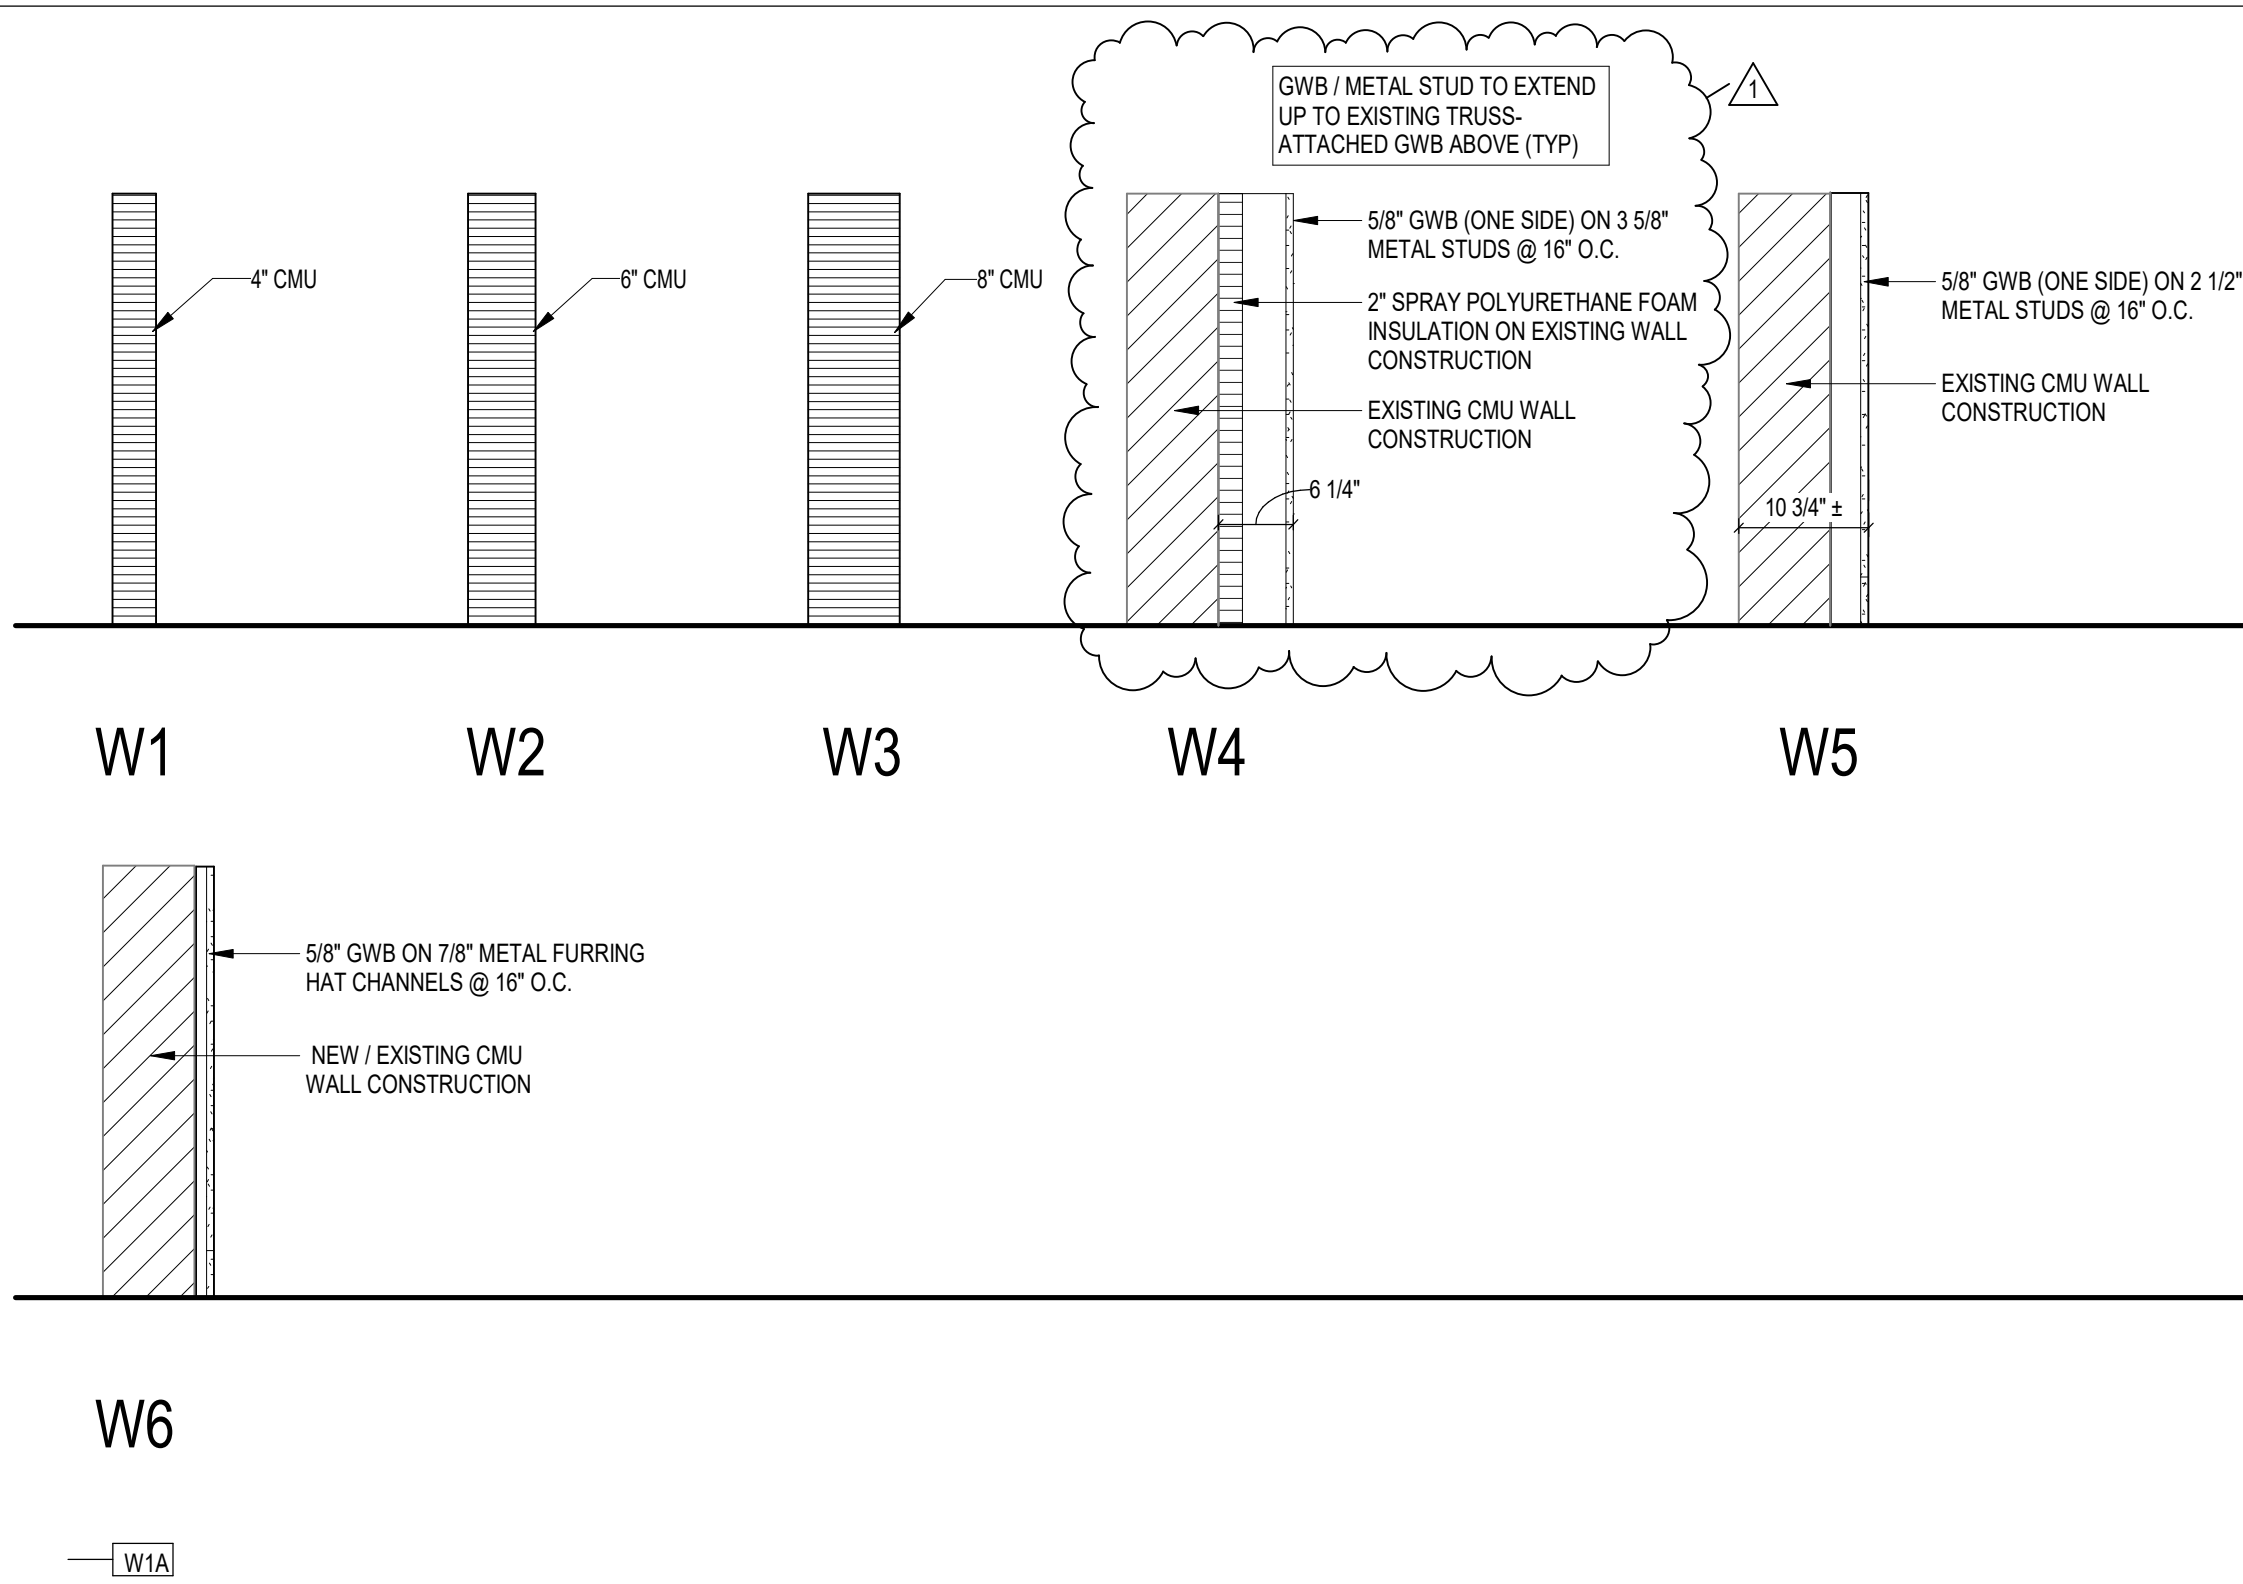 GWB / METAL STUD TO EXTEND
UP TO EXISTING TRUSS-
ATTACHED GWB ABOVE (TYP)
1
4" CMU
6" CMU
8" CMU
5/8" GWB (ONE SIDE) ON 3 5/8"
METAL STUDS @ 16" O.C.
2" SPRAY POLYURETHANE FOAM
INSULATION ON EXISTING WALL
CONSTRUCTION
EXISTING CMU WALL
CONSTRUCTION
6 1/4"
5/8" GWB (ONE SIDE) ON 2 1/2"
METAL STUDS @ 16" O.C.
EXISTING CMU WALL
CONSTRUCTION
10 3/4" ±
W1
W2
W3
W4
W5
5/8" GWB ON 7/8" METAL FURRING
HAT CHANNELS @ 16" O.C.
NEW / EXISTING CMU
WALL CONSTRUCTION
W6
W1A